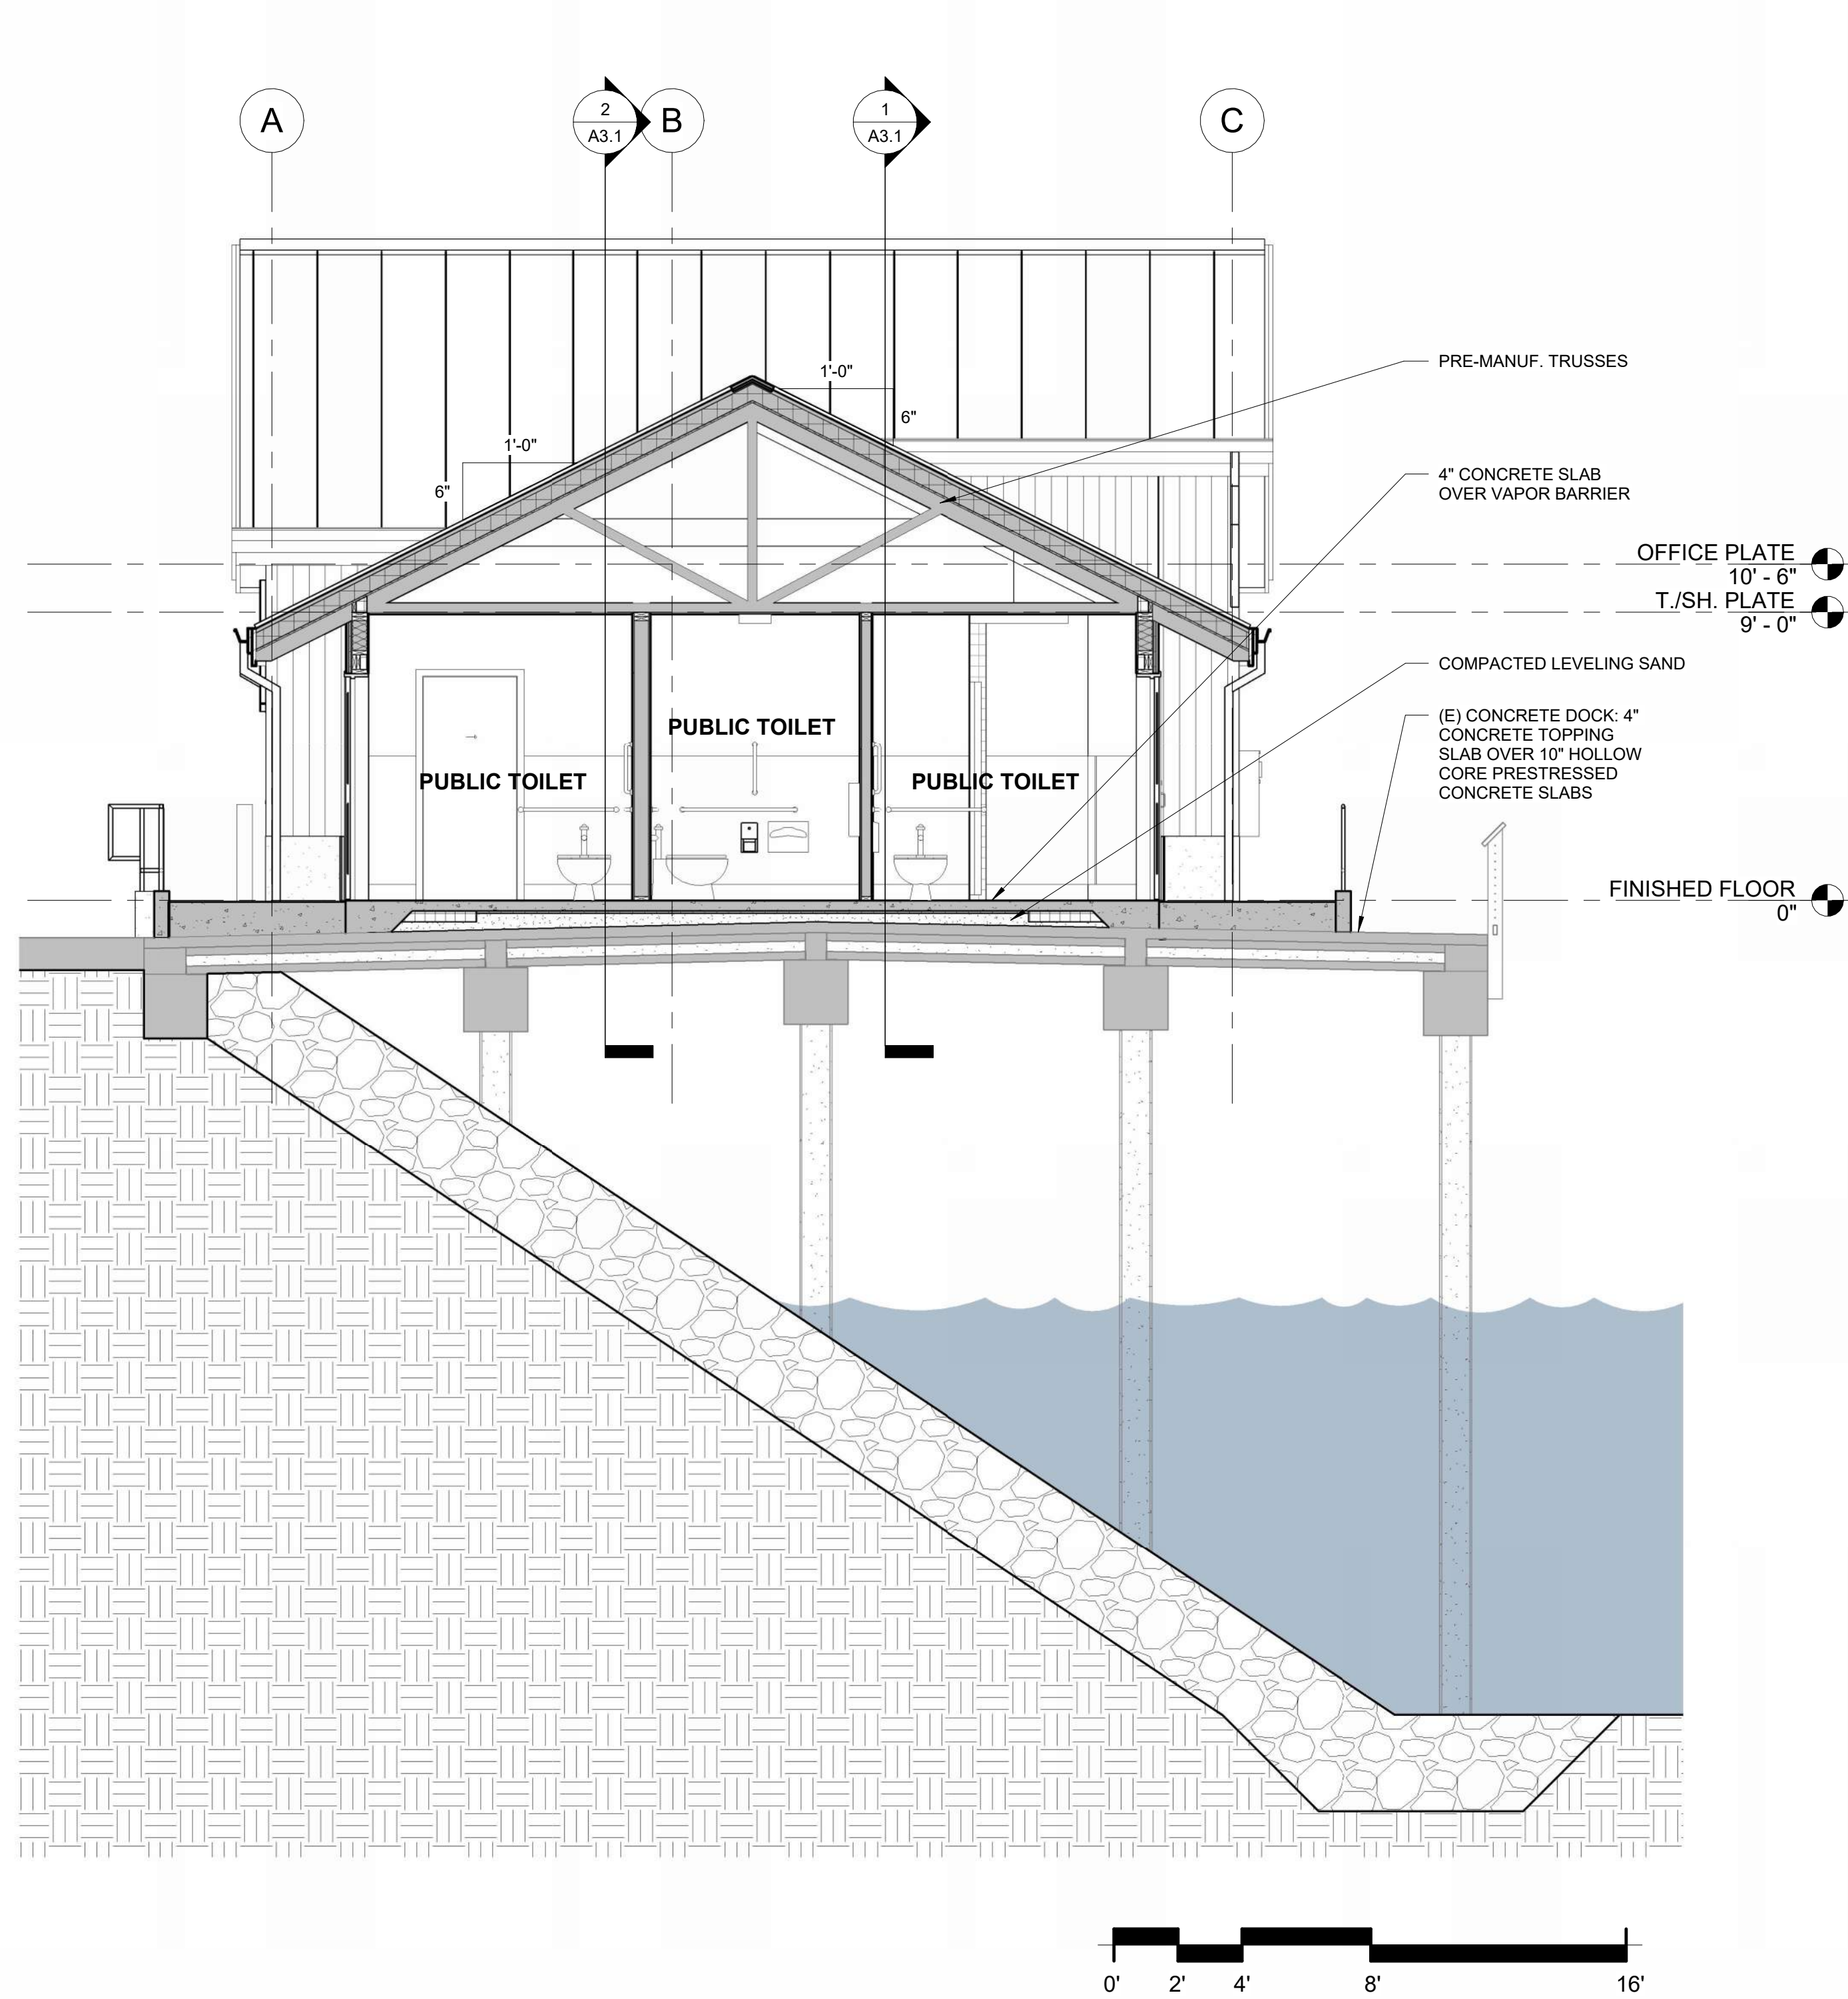 A
2
A3.1
B
1
A3.1
C
1'-0"
6"
1'-0"
6"
PRE-MANUF. TRUSSES
4" CONCRETE SLAB
OVER VAPOR BARRIER
OFFICE PLATE
10' - 6"
T./SH. PLATE
9' - 0"
COMPACTED LEVELING SAND
(E) CONCRETE DOCK: 4"
CONCRETE TOPPING
SLAB OVER 10" HOLLOW
CORE PRESTRESSED
CONCRETE SLABS
PUBLIC TOILET
PUBLIC TOILET
PUBLIC TOILET
FINISHED FLOOR
0"
0' 2' 4' 8' 16'